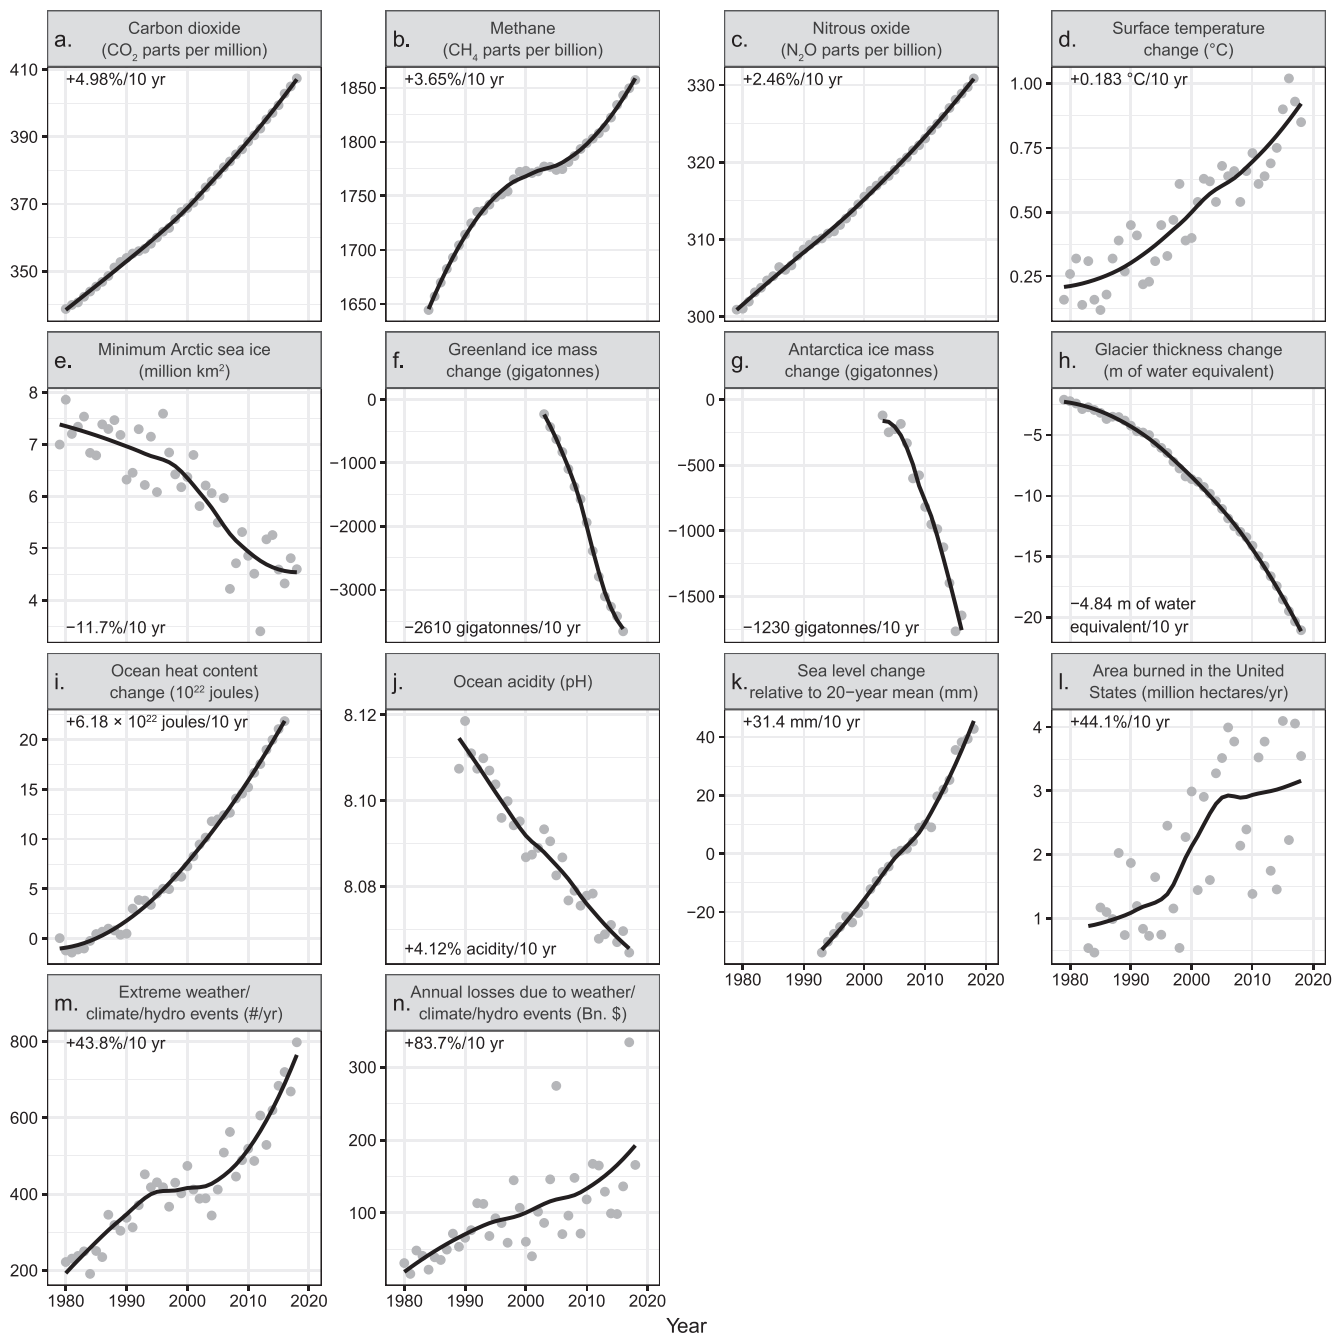 a. Carbon dioxide
(CO₂ parts per million)
+4.98%/10 yr
410
390
370
350
b. Methane
(CH₄ parts per billion)
+3.65%/10 yr
1850
1800
1750
1700
1650
c. Nitrous oxide
(N₂O parts per billion)
+2.46%/10 yr
330
320
310
300
d. Surface temperature
change (°C)
+0.183 °C/10 yr
1.00
0.75
0.50
0.25
e. Minimum Arctic sea ice
(million km²)
8
7
6
5
4
−11.7%/10 yr
f. Greenland ice mass
change (gigatonnes)
0
−1000
−2000
−3000
−2610 gigatonnes/10 yr
g. Antarctica ice mass
change (gigatonnes)
0
−500
−1000
−1500
−1230 gigatonnes/10 yr
h. Glacier thickness change
(m of water equivalent)
−5
−10
−15
−20
−4.84 m of water
equivalent/10 yr
i. Ocean heat content
change (10²² joules)
+6.18 × 10²² joules/10 yr
20
15
10
5
0
j. Ocean acidity (pH)
8.12
8.10
8.08
+4.12% acidity/10 yr
k. Sea level change
relative to 20−year mean (mm)
+31.4 mm/10 yr
40
20
0
−20
1980 1990 2000 2010 2020
l. Area burned in the United
States (million hectares/yr)
+44.1%/10 yr
4
3
2
1
1980 1990 2000 2010 2020
m. Extreme weather/
climate/hydro events (#/yr)
+43.8%/10 yr
800
600
400
200
1980 1990 2000 2010 2020
n. Annual losses due to weather/
climate/hydro events (Bn. $)
+83.7%/10 yr
300
200
100
1980 1990 2000 2010 2020
Year